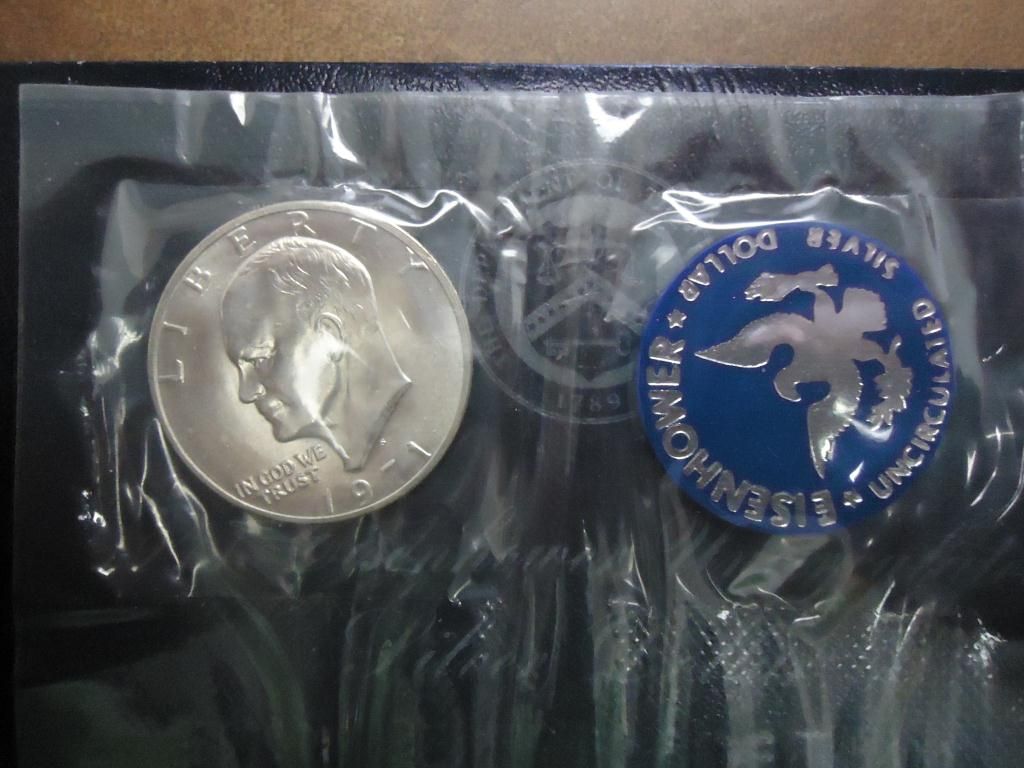 LIBERTY
IN GOD WE
TRUST
1971
1789
EISENHOWER ★ DOLLAR
SILVER
UNCIRCULATED ★